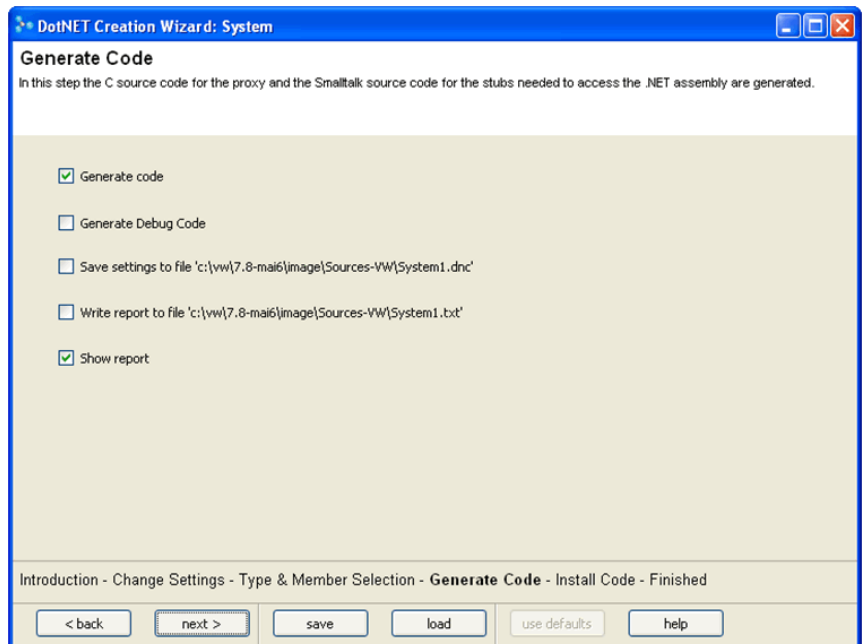 DotNET Creation Wizard: System
Generate Code
In this step the C source code for the proxy and the Smalltalk source code for the stubs needed to access the .NET assembly are generated.
Generate code
Generate Debug Code
Save settings to file 'c:\vw\7.8-mai6\image\Sources-VW\System1.dnc'
Write report to file 'c:\vw\7.8-mai6\image\Sources-VW\System1.txt'
Show report
Introduction - Change Settings - Type & Member Selection - Generate Code - Install Code - Finished
< back next > save load use defaults help